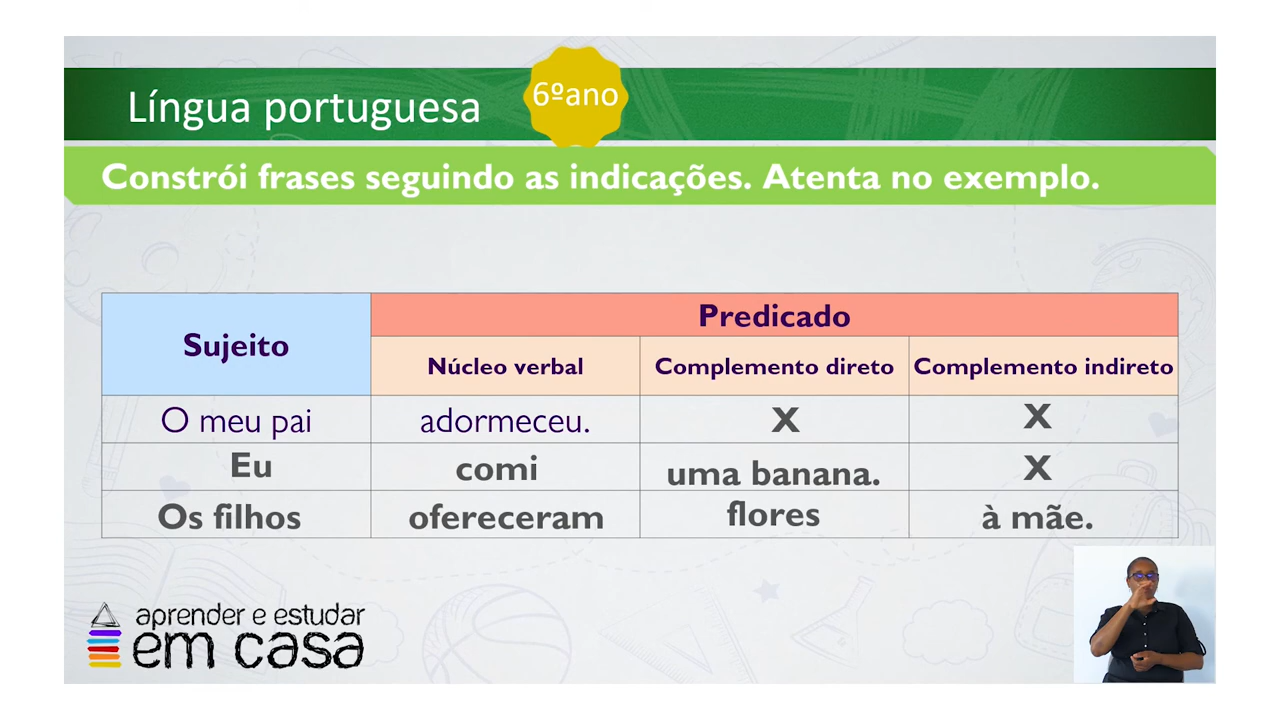 Língua portuguesa
6ºano
Constrói frases seguindo as indicações. Atenta no exemplo.
Sujeito
Predicado
Núcleo verbal Complemento direto Complemento indireto
O meu pai adormeceu. X X
Eu comi uma banana. X
Os filhos ofereceram flores à mãe.
aprender e estudar
em casa